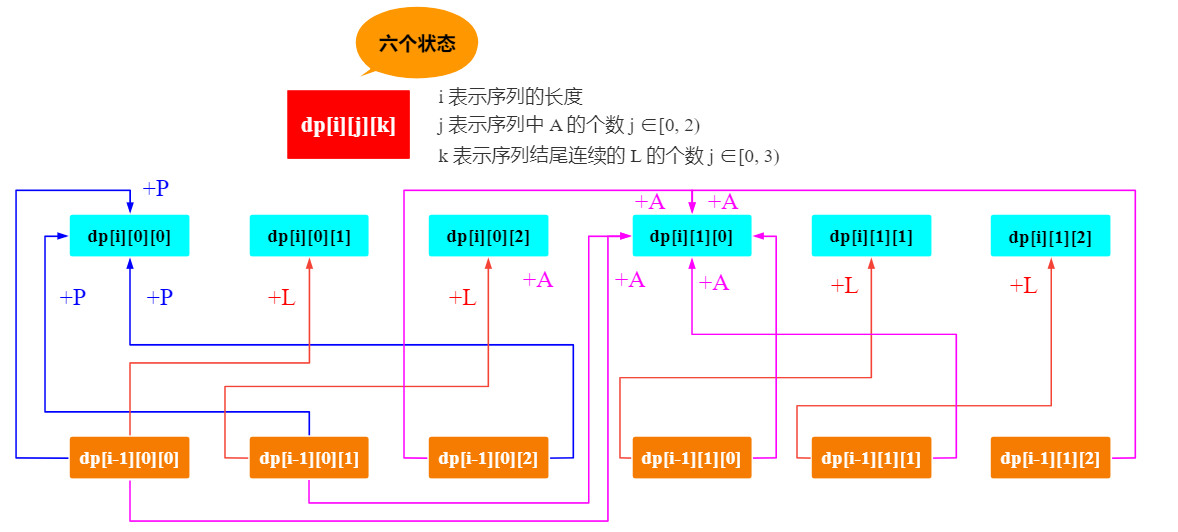 六个状态
dp[i][j][k]
i 表示序列的长度
j 表示序列中 A 的个数 j ∈[0, 2)
k 表示序列结尾连续的 L 的个数 j ∈[0, 3)
+P
+A +A
dp[i][0][0] dp[i][0][1] dp[i][0][2] dp[i][1][0] dp[i][1][1] dp[i][1][2]
+P +P +L +L +A +A +A +L +L
dp[i-1][0][0] dp[i-1][0][1] dp[i-1][0][2] dp[i-1][1][0] dp[i-1][1][1] dp[i-1][1][2]